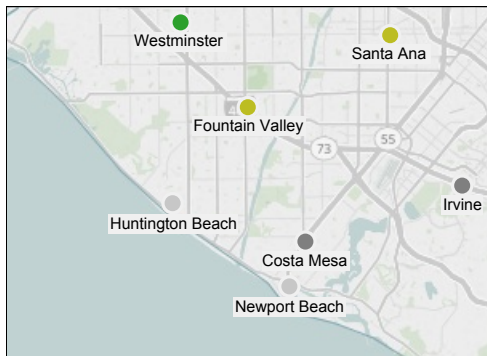 Westminster
Santa Ana
Fountain Valley
55
73
Irvine
Huntington Beach
Costa Mesa
Newport Beach